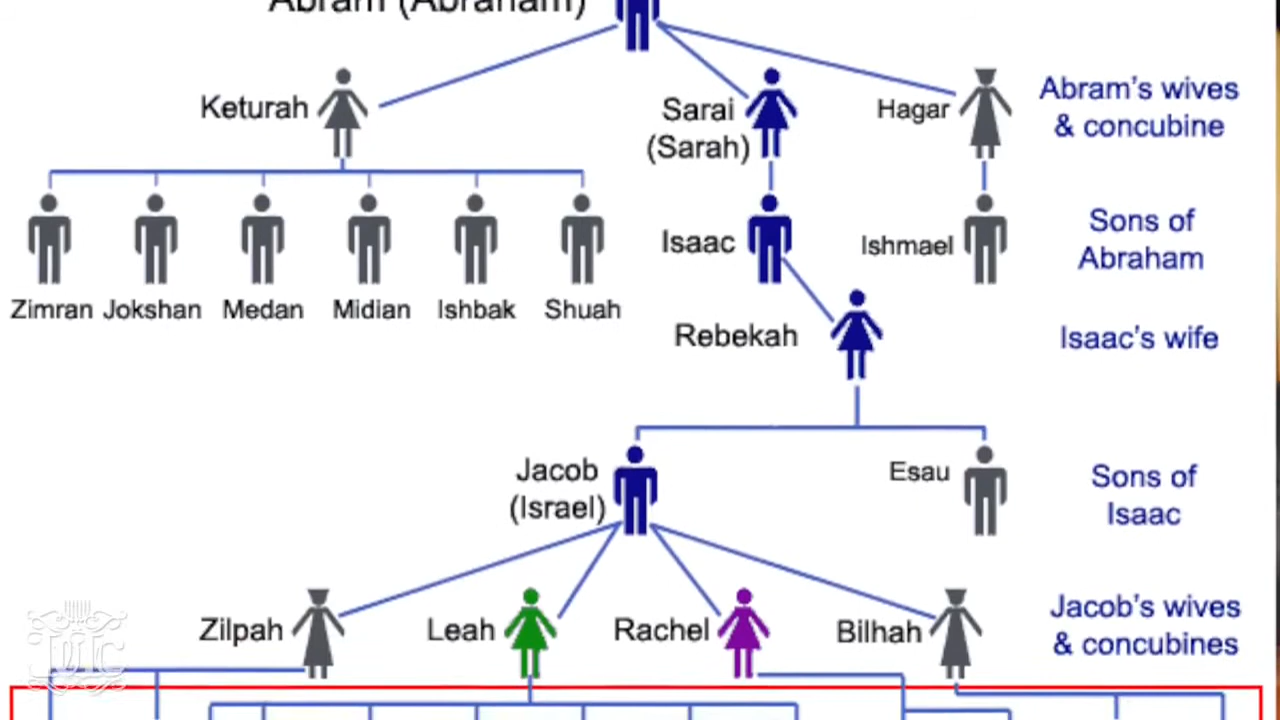 Abram (Abraham)
Keturah
Sarai
(Sarah)
Hagar
Abram's wives
& concubine
Isaac
Ishmael
Sons of
Abraham
Zimran Jokshan Medan Midian Ishbak Shuah
Rebekah
Isaac's wife
Jacob
(Israel)
Esau
Sons of
Isaac
Zilpah
Leah
Rachel
Bilhah
Jacob's wives
& concubines